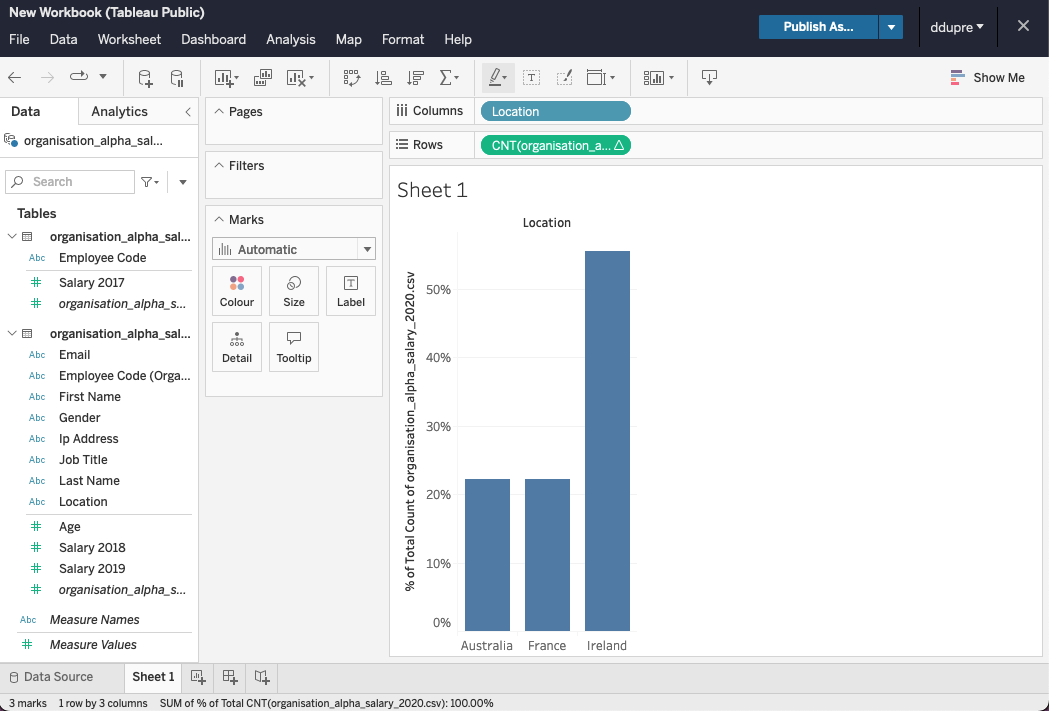 New Workbook (Tableau Public)
File Data Worksheet Dashboard Analysis Map Format Help
Publish As...
ddupre
Show Me
Data Analytics
organisation_alpha_sal...
Search
Tables
organisation_alpha_sal...
Abc Employee Code
Salary 2017
organisation_alpha_s...
organisation_alpha_sal...
Abc Email
Abc Employee Code (Orga...
Abc First Name
Abc Gender
Abc Ip Address
Abc Job Title
Abc Last Name
Abc Location
# Age
# Salary 2018
# Salary 2019
# organisation_alpha_s...
Abc Measure Names
# Measure Values
Pages
Filters
Marks
Automatic
Colour Size Label
Detail Tooltip
Columns Location
Rows CNT(organisation_a... △
Sheet 1
Location
% of Total Count of organisation_alpha_salary_2020.csv
50%
40%
30%
20%
10%
0%
Australia France Ireland
Data Source Sheet 1
3 marks 1 row by 3 columns SUM of % of Total CNT(organisation_alpha_salary_2020.csv): 100.00%